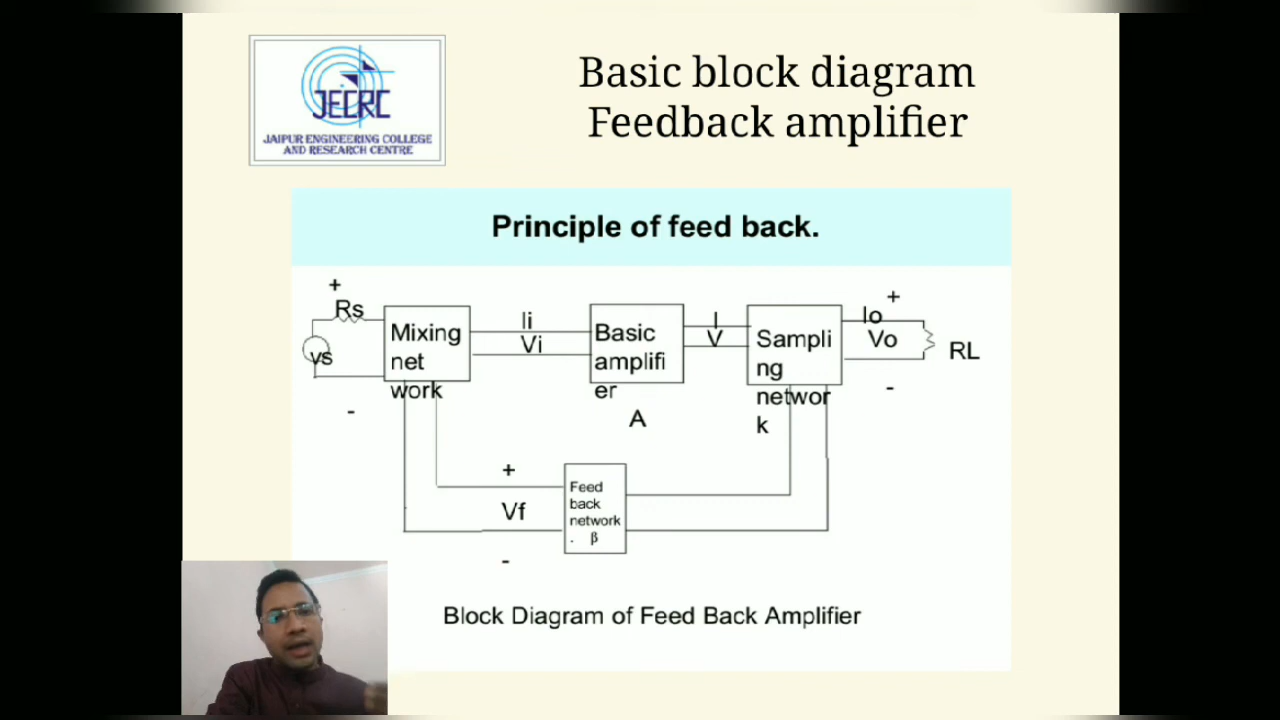 JECRC
JAIPUR ENGINEERING COLLEGE
AND RESEARCH CENTRE
Basic block diagram
Feedback amplifier
Principle of feed back.
+
Rs
vs
-
Mixing
net
work
Ii
Vi
Basic
amplifi
er
A
I
V
Sampli
ng
networ
k
+
Io
Vo
-
RL
+
Vf
-
Feed
back
network
. β
Block Diagram of Feed Back Amplifier